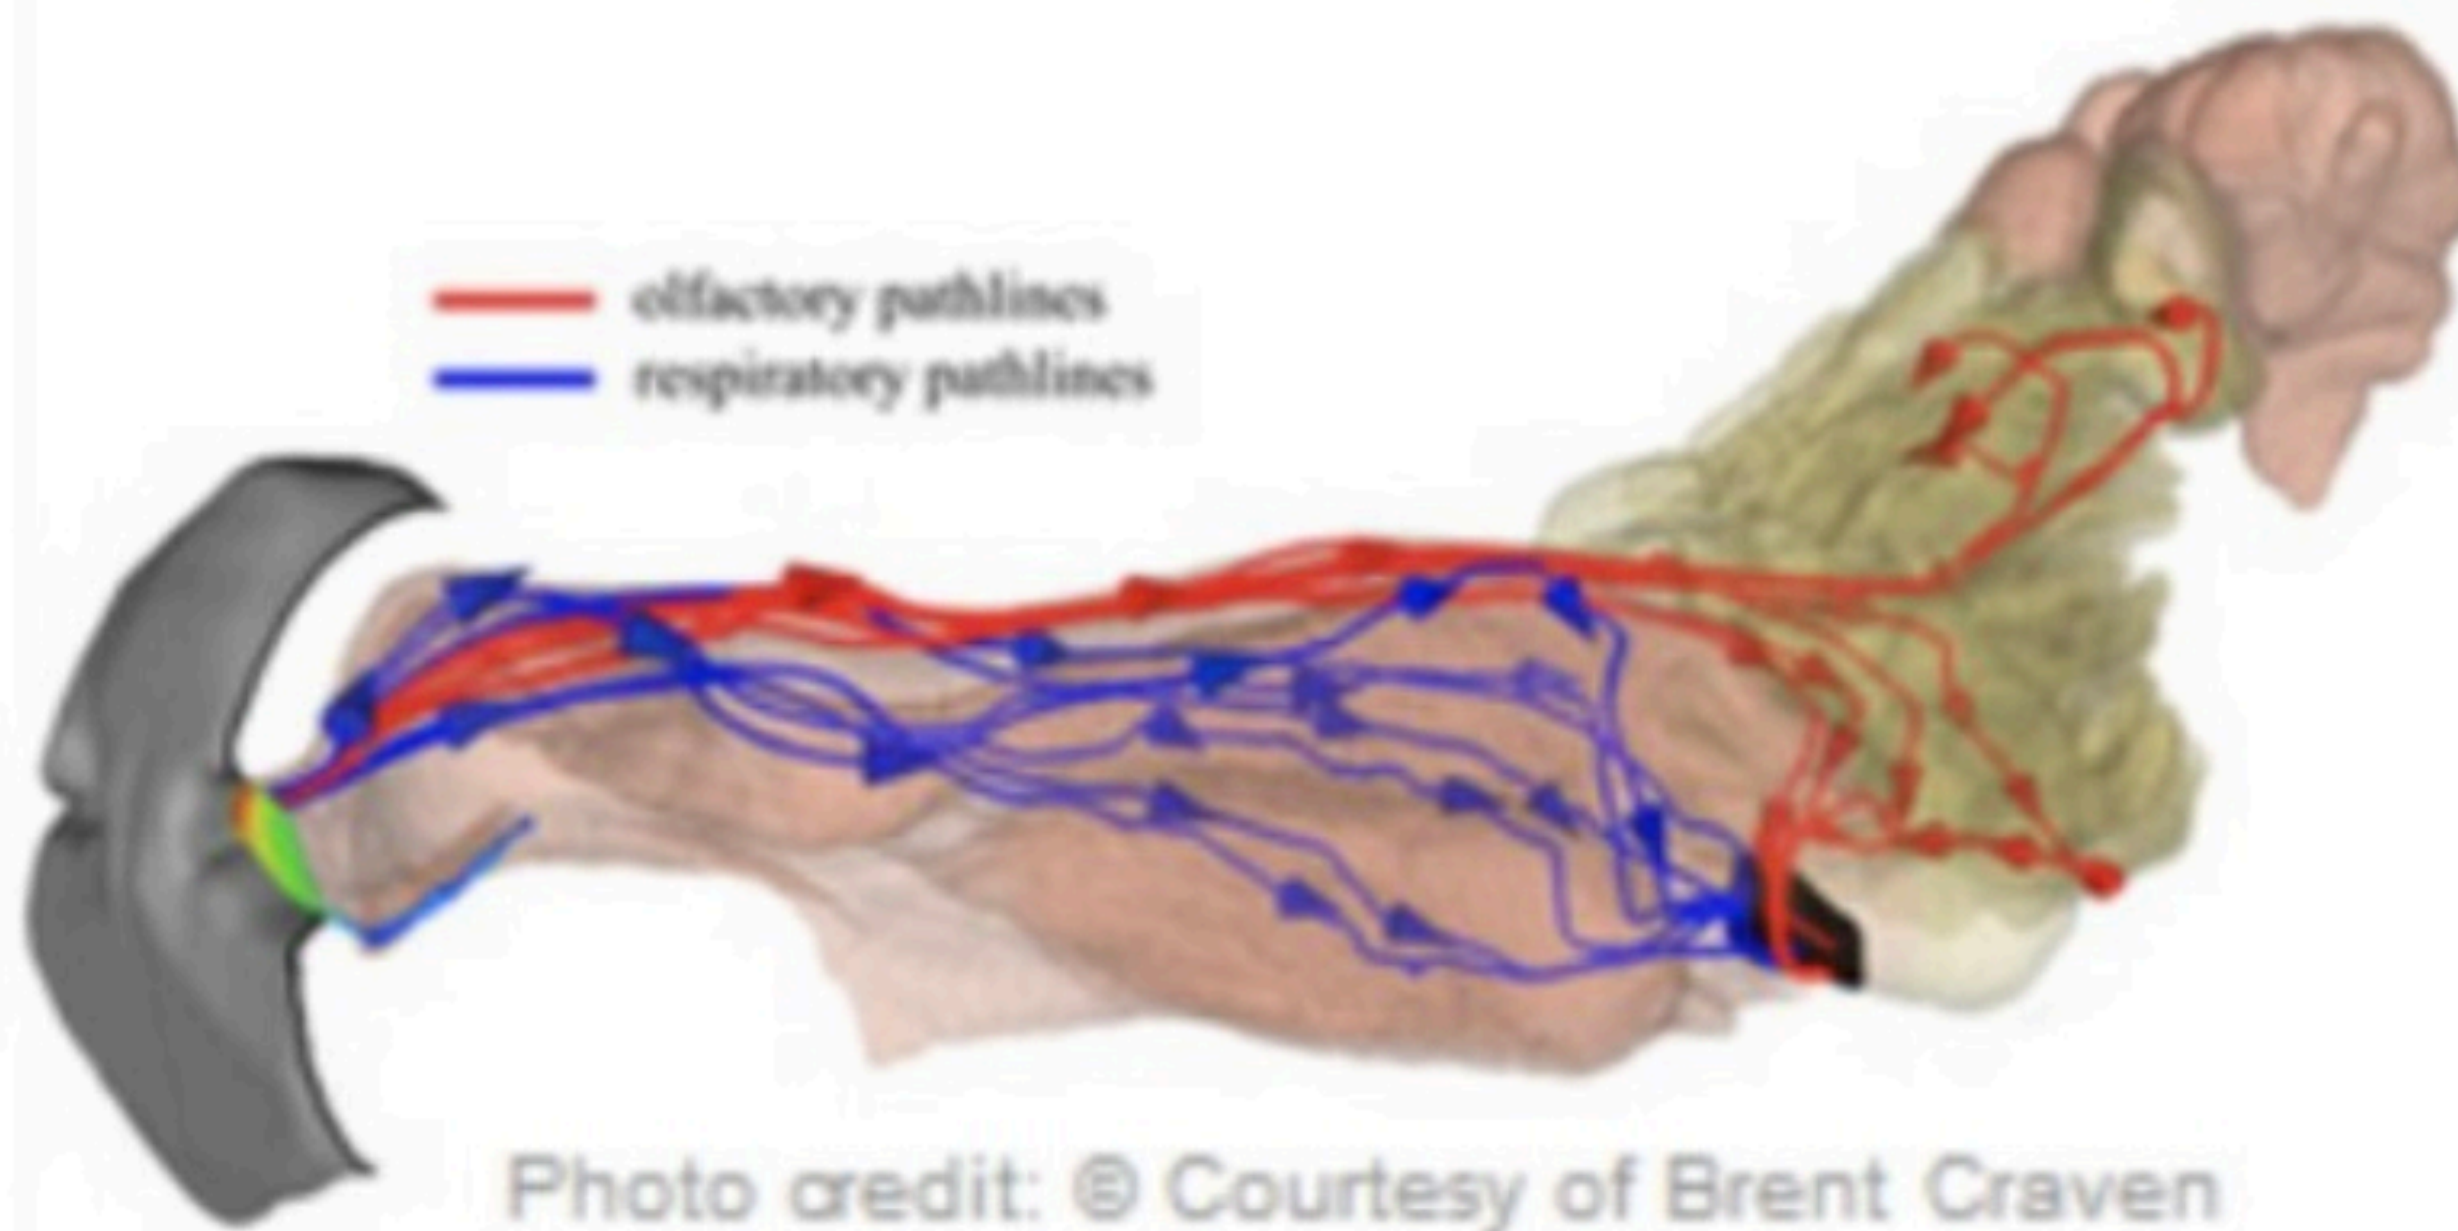 olfactory pathlines
respiratory pathlines
Photo credit: © Courtesy of Brent Craven